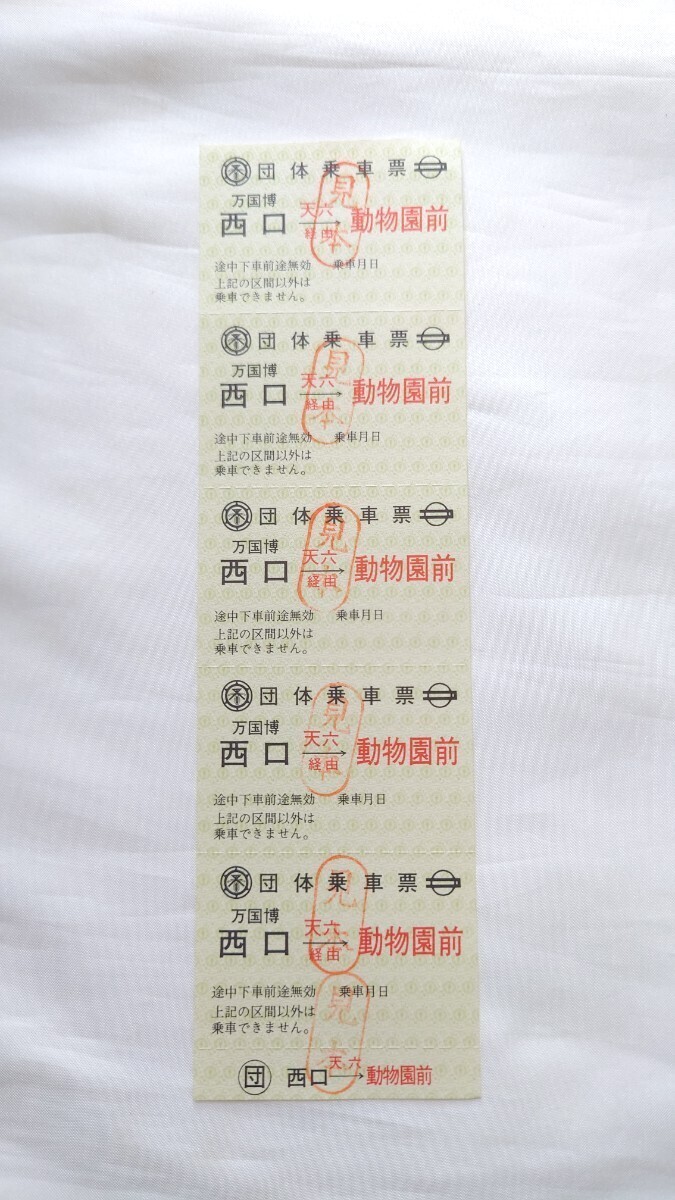 団体乗車票
万国博
西口 天六経由 動物園前
途中下車前途無効 乗車月日
上記の区間以外は
乗車できません。
見本
団体乗車票
万国博
西口 天六経由 動物園前
途中下車前途無効 乗車月日
上記の区間以外は
乗車できません。
見本
団体乗車票
万国博
西口 天六経由 動物園前
途中下車前途無効 乗車月日
上記の区間以外は
乗車できません。
見本
団体乗車票
万国博
西口 天六経由 動物園前
途中下車前途無効 乗車月日
上記の区間以外は
乗車できません。
見本
団体乗車票
万国博
西口 天六経由 動物園前
途中下車前途無効 乗車月日
上記の区間以外は
乗車できません。
見本
団 西口 天六 動物園前
見本